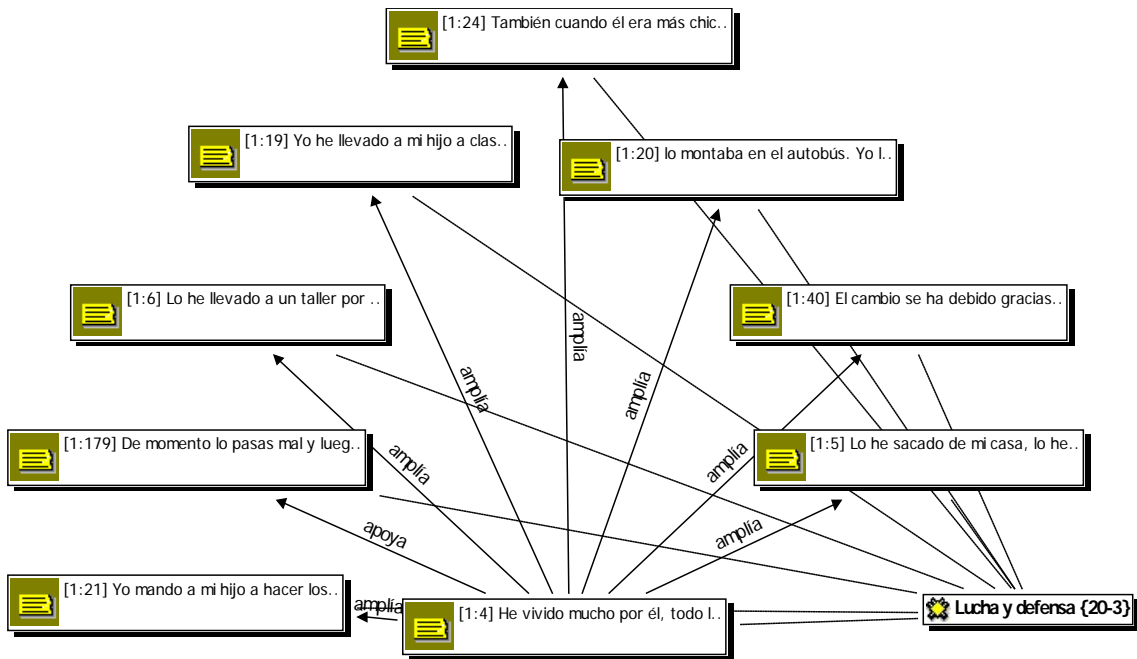 [1:24] También cuando él era más chic..
[1:19] Yo he llevado a mi hijo a clas..
[1:20] lo montaba en el autobús. Yo l..
[1:6] Lo he llevado a un taller por ..
[1:40] El cambio se ha debido gracias..
amplía
amplía
amplía
[1:179] De momento lo pasas mal y lueg..
[1:5] Lo he sacado de mi casa, lo he..
amplía
amplía
apoya
amplía
[1:21] Yo mando a mi hijo a hacer los..
amplía
[1:4] He vivido mucho por él, todo l..
Lucha y defensa {20-3}